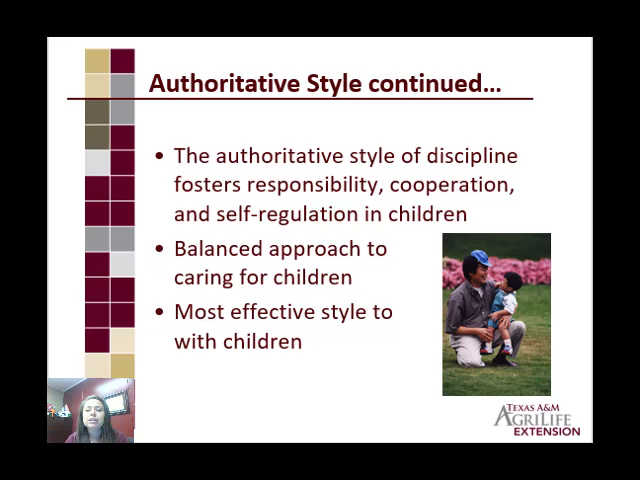 Authoritative Style continued...
• The authoritative style of discipline
fosters responsibility, cooperation,
and self-regulation in children
• Balanced approach to
caring for children
• Most effective style to
with children
TEXAS A&M
AGRILIFE
EXTENSION